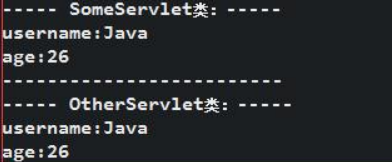 ----- SomeServlet类：-----
username:Java
age:26
--------------------------
----- OtherServlet类：-----
username:Java
age:26